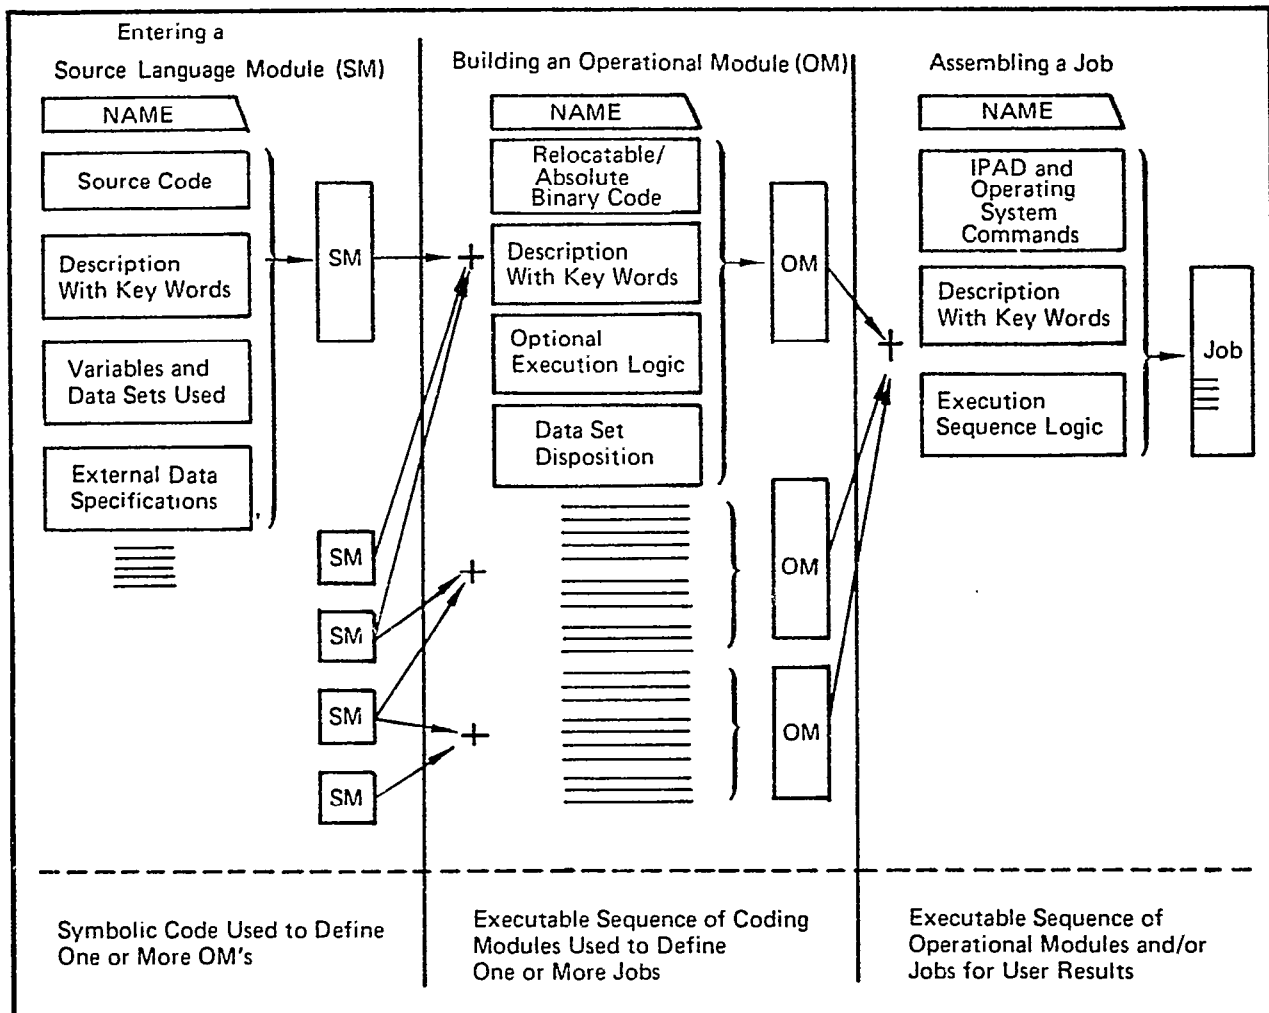 Entering a
Source Language Module (SM)
NAME
Source Code
Description
With Key Words
Variables and
Data Sets Used
External Data
Specifications
SM
SM
SM
SM
SM
Symbolic Code Used to Define
One or More OM's
Building an Operational Module (OM)
NAME
Relocatable/
Absolute
Binary Code
Description
With Key Words
Optional
Execution Logic
Data Set
Disposition
OM
OM
OM
Executable Sequence of Coding
Modules Used to Define
One or More Jobs
Assembling a Job
NAME
IPAD and
Operating
System
Commands
Description
With Key Words
Execution
Sequence Logic
Job
Executable Sequence of
Operational Modules and/or
Jobs for User Results